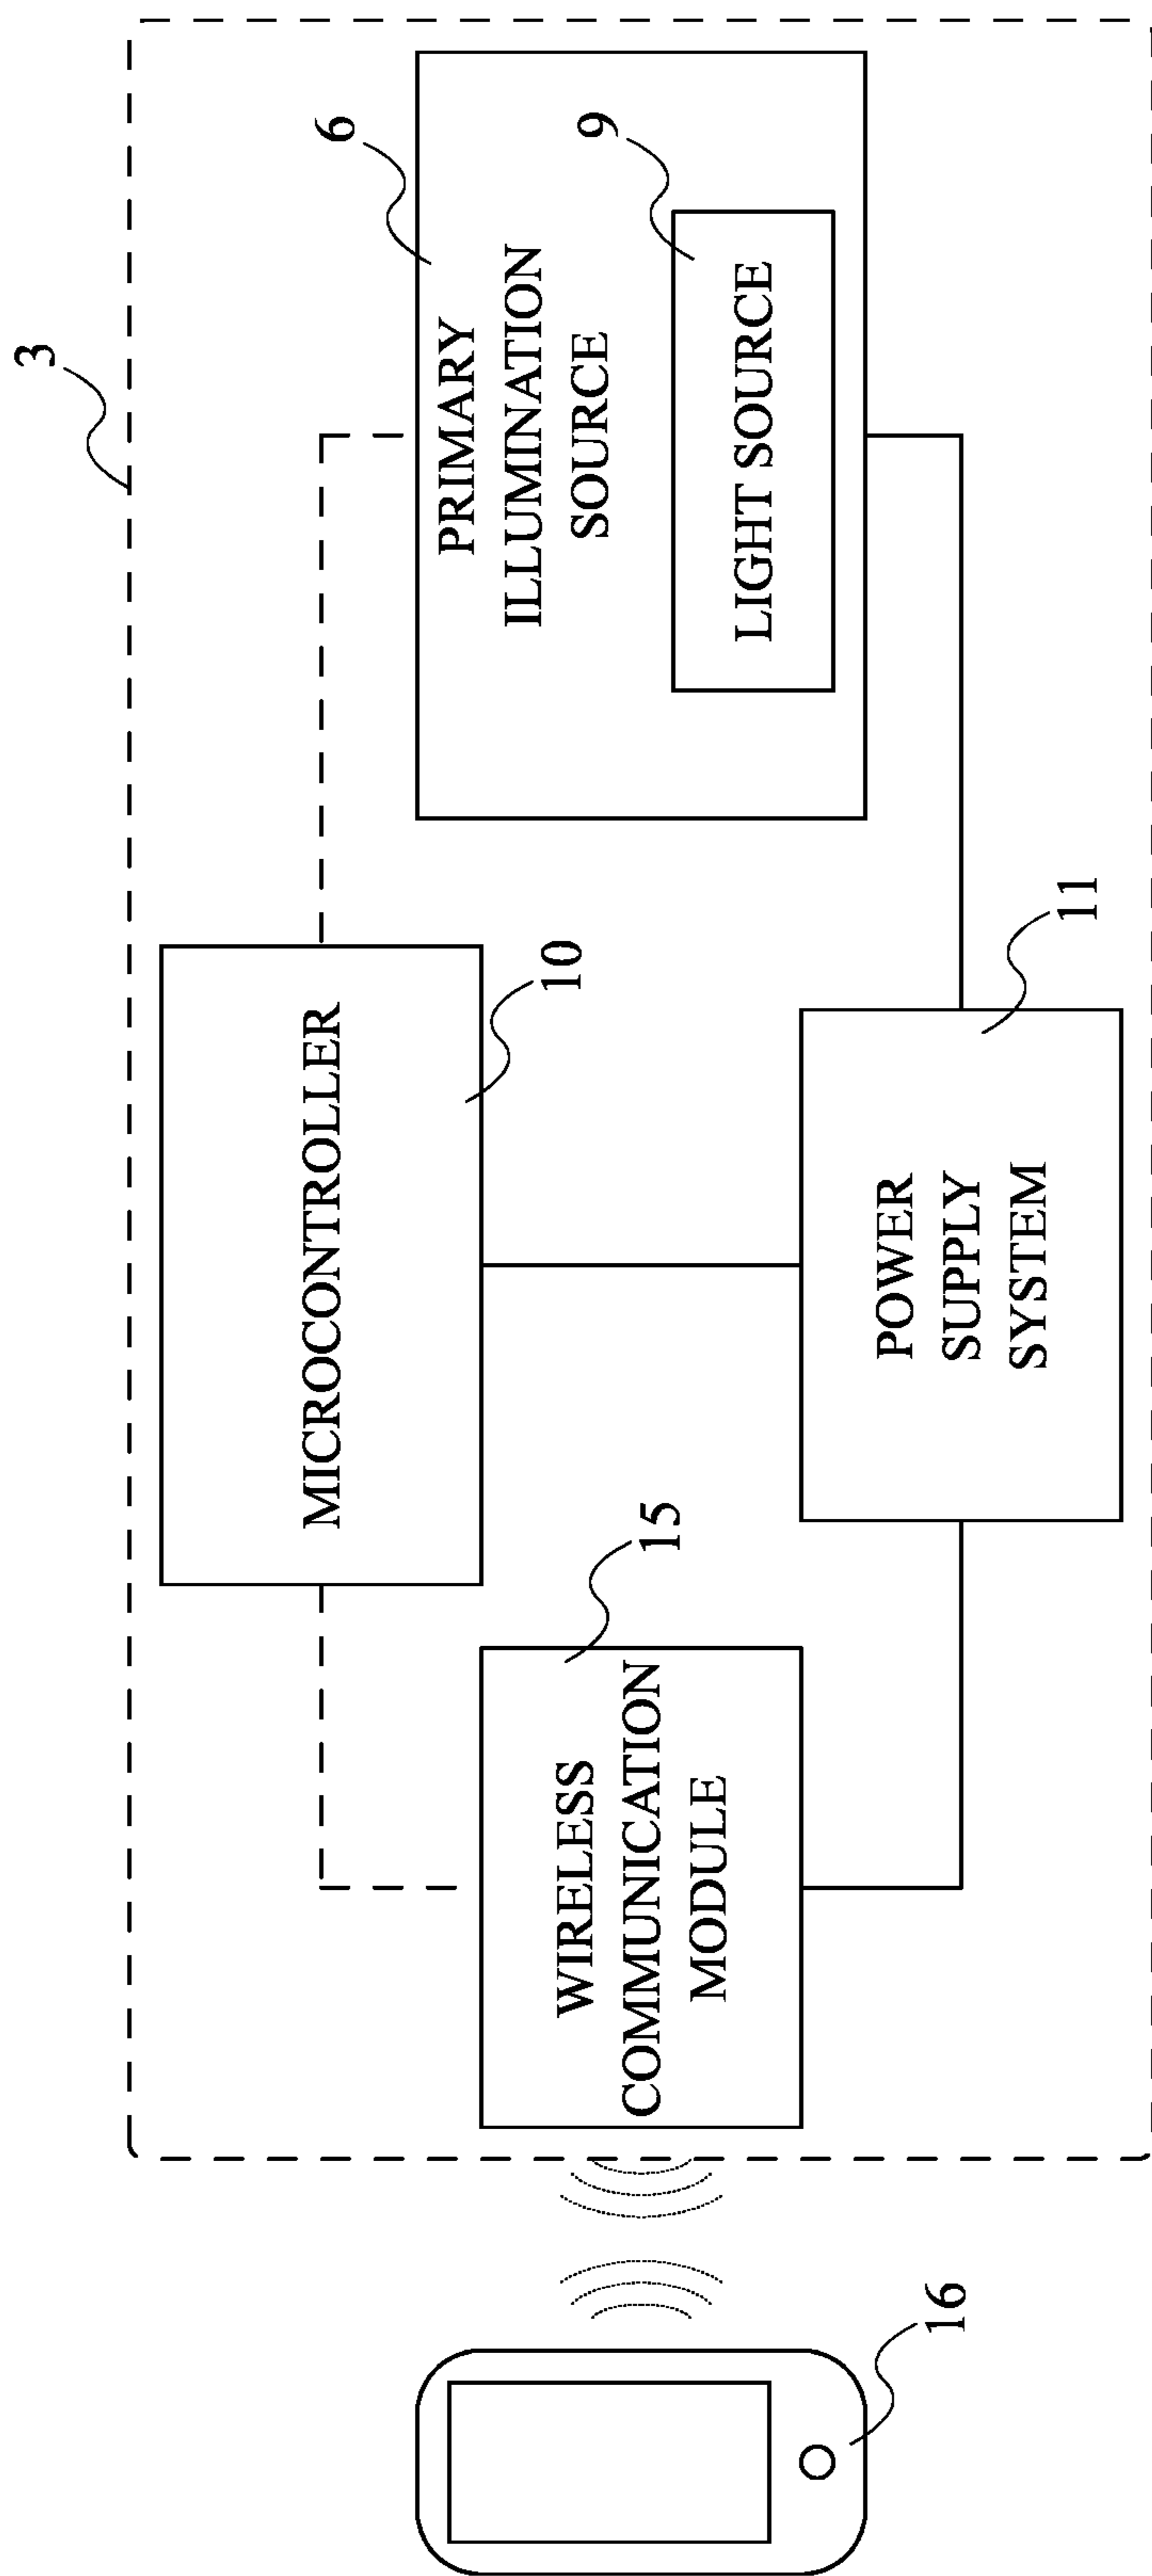 3
6
PRIMARY
ILLUMINATION
SOURCE
9
LIGHT SOURCE
MICROCONTROLLER
10
POWER
SUPPLY
SYSTEM
11
WIRELESS
COMMUNICATION
MODULE
15
16